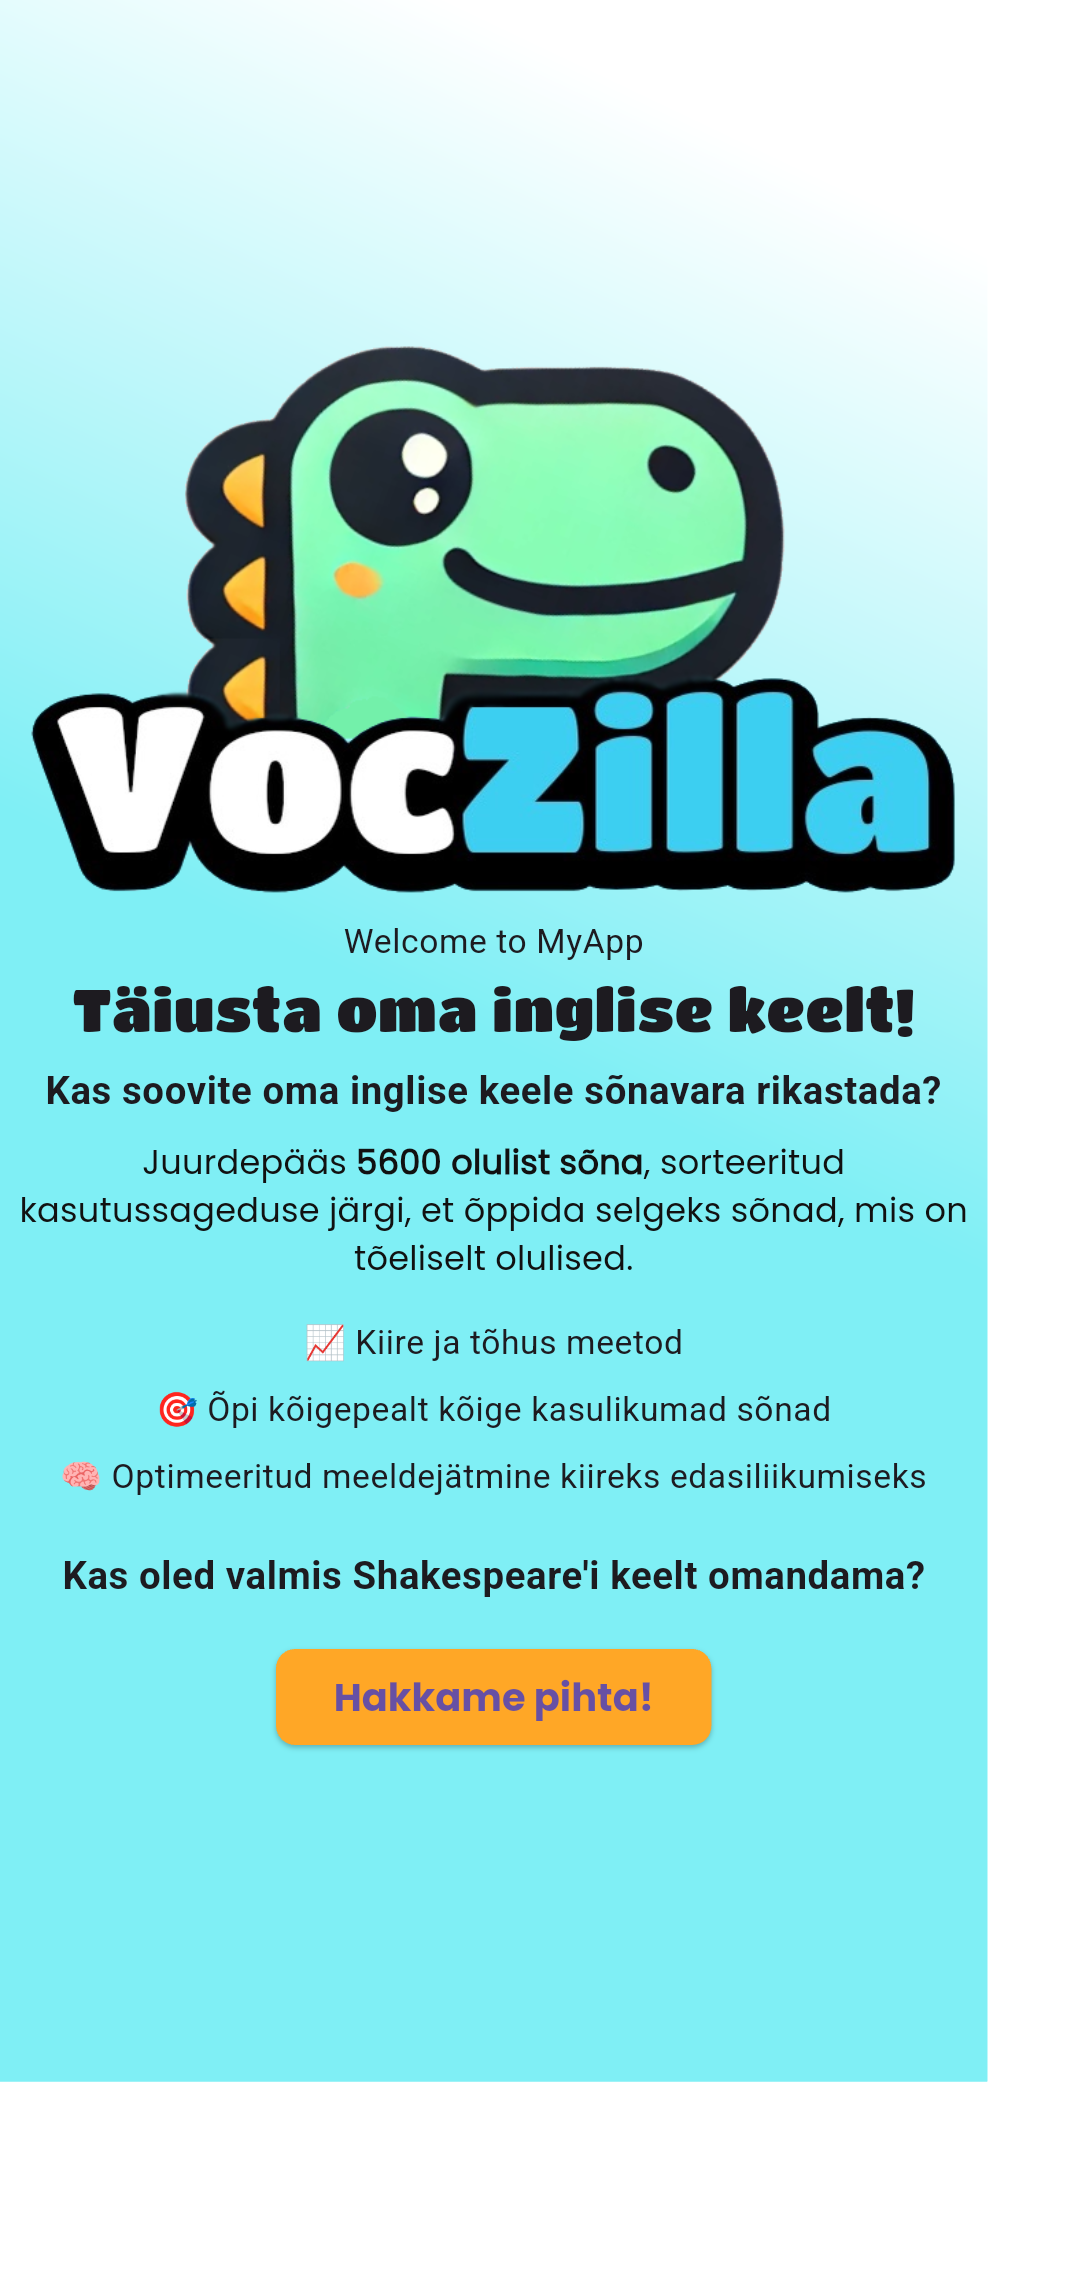 VocZilla
Welcome to MyApp
Täiusta oma inglise keelt!
Kas soovite oma inglise keele sõnavara rikastada?
Juurdepääs 5600 olulist sõna, sorteeritud
kasutussageduse järgi, et õppida selgeks sõnad, mis on
tõeliselt olulised.
📈 Kiire ja tõhus meetod
🎯 Õpi kõigepealt kõige kasulikumad sõnad
🧠 Optimeeritud meeldejätmine kiireks edasiliikumiseks
Kas oled valmis Shakespeare'i keelt omandama?
Hakkame pihta!